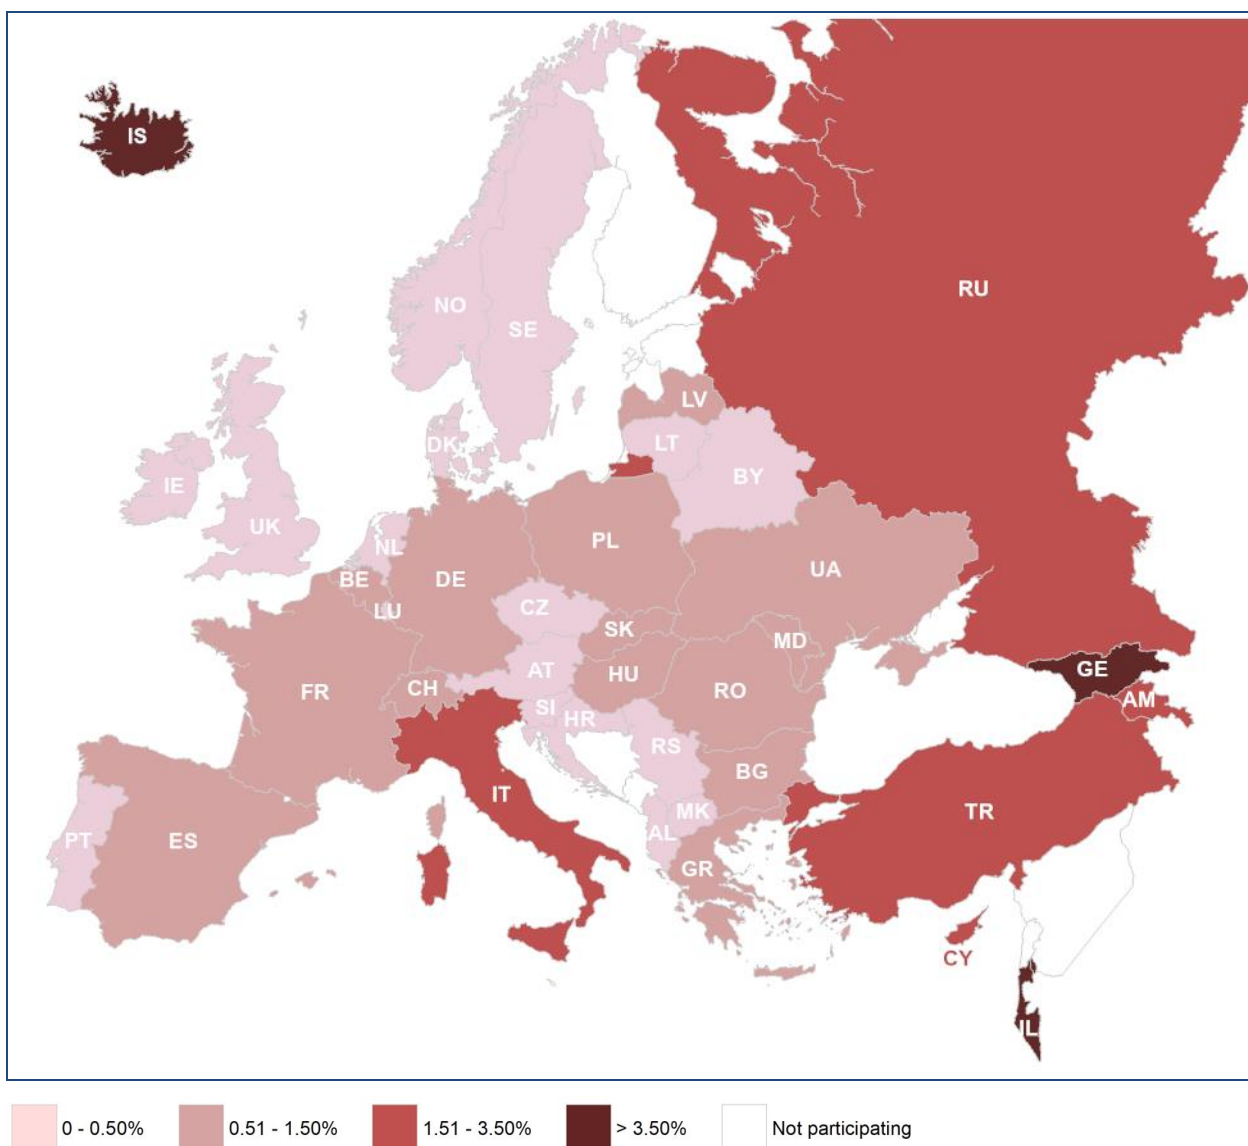 IS
RU
NO
SE
LV
LT
DK
BY
IE
UK
NL
PL
BE
DE
UA
LU
CZ
SK
MD
AT
HU
FR
CH
RO
GE
SI
HR
AM
RS
BG
IT
MK
TR
PT
ES
AL
GR
CY
IL
0 - 0.50%
0.51 - 1.50%
1.51 - 3.50%
> 3.50%
Not participating